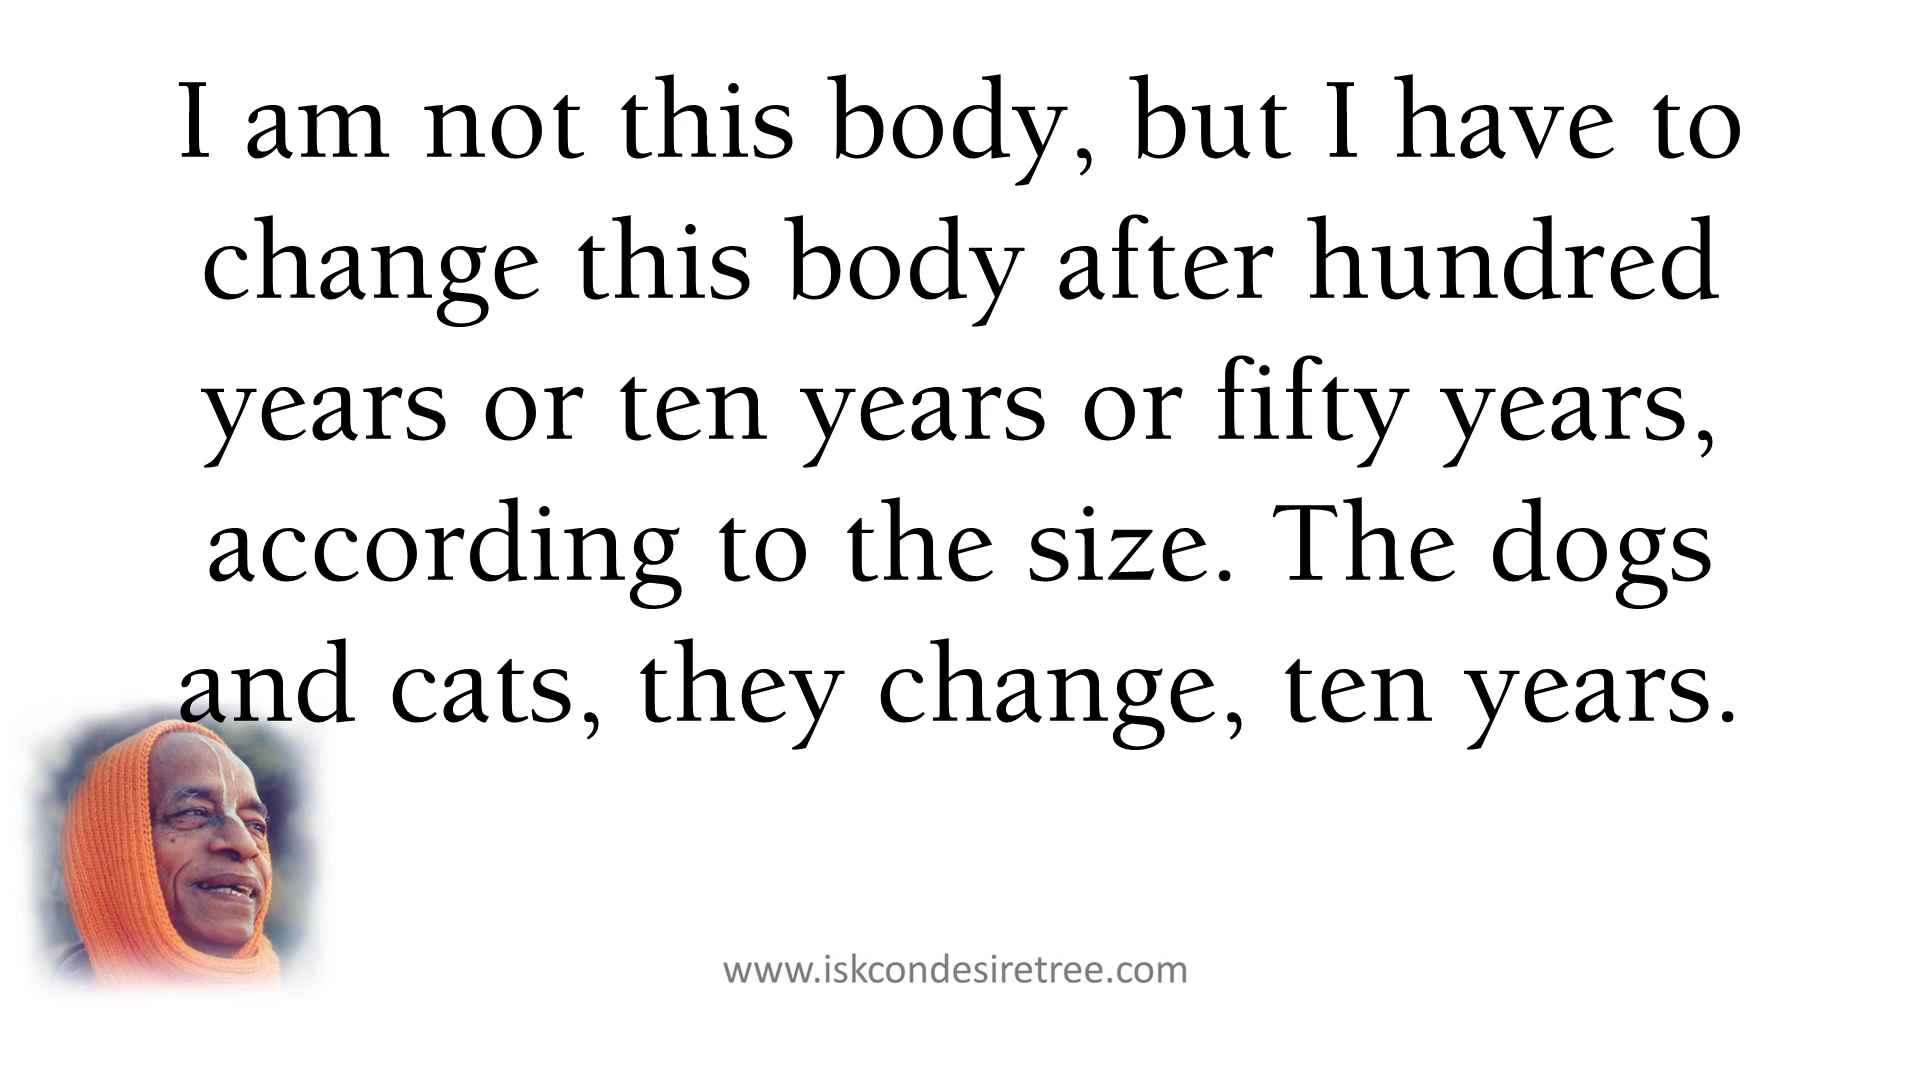 I am not this body, but I have to
change this body after hundred
years or ten years or fifty years,
according to the size. The dogs
and cats, they change, ten years.
www.iskcondesiretree.com